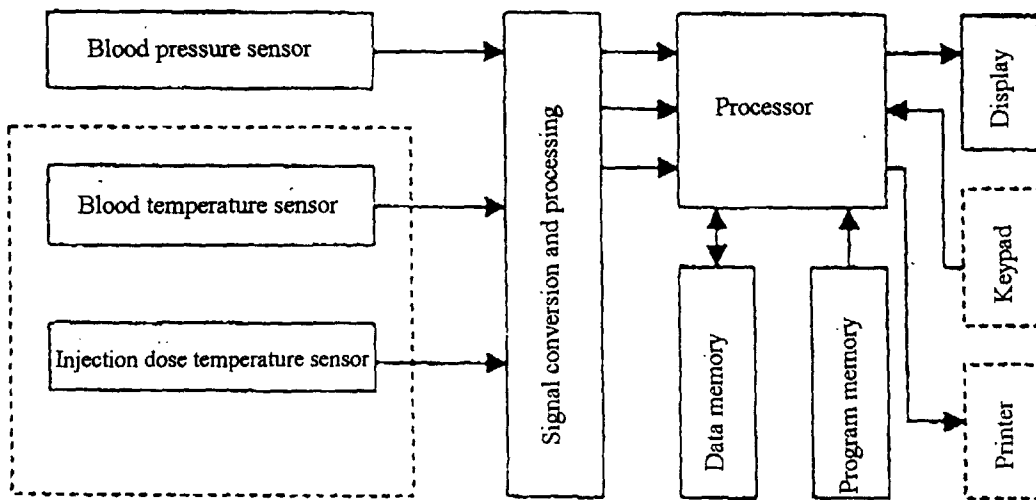 Blood pressure sensor
Blood temperature sensor
Injection dose temperature sensor
Signal conversion and processing
Processor
Data memory
Program memory
Display
Keypad
Printer